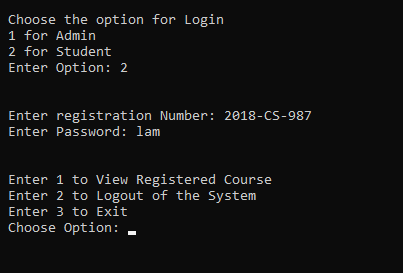 Choose the option for Login
1 for Admin
2 for Student
Enter Option: 2
Enter registration Number: 2018-CS-987
Enter Password: lam
Enter 1 to View Registered Course
Enter 2 to Logout of the System
Enter 3 to Exit
Choose Option: